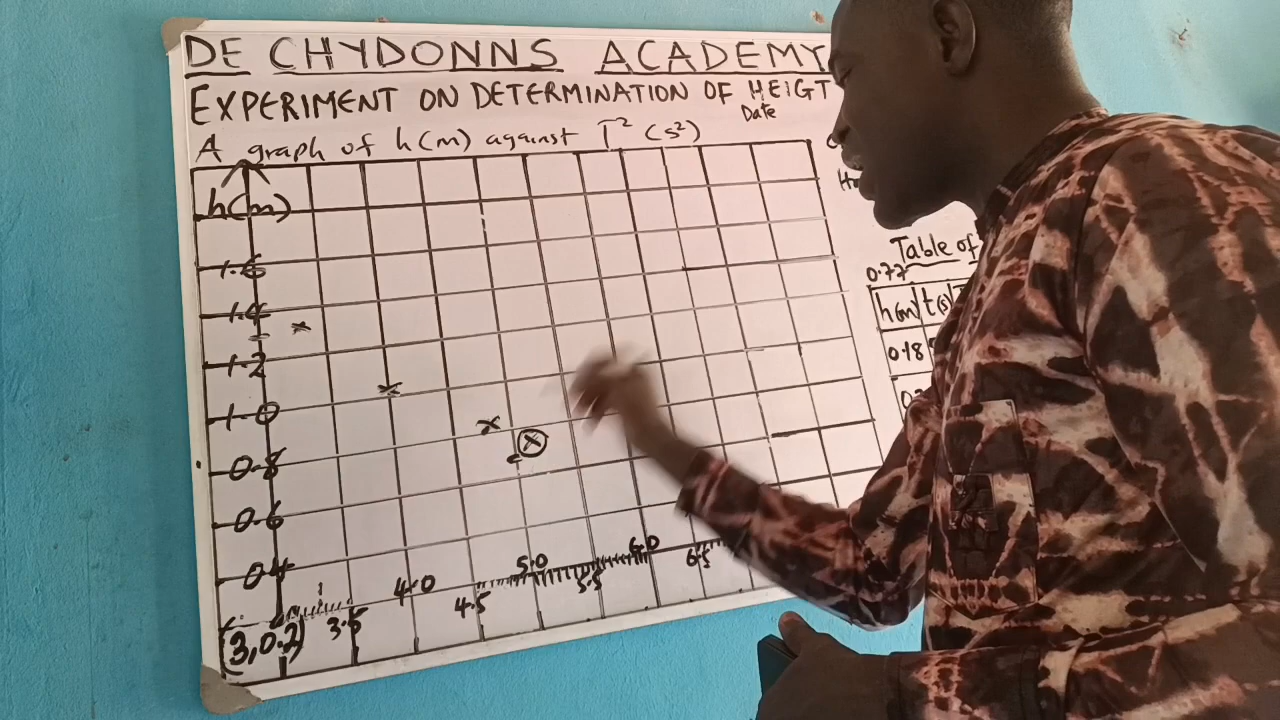 DE CHYDONNS ACADEMY
EXPERIMENT ON DETERMINATION OF HEIGT
Date
A graph of h(m) against T² (s²)
h(m)
1.6
1.4
1.2
1.0
0.8
0.6
0.4
(3,0.2)
3.5
4.0
4.5
5.0
5.5
6.0
6.5
Table of
0.77
h(m) t(s)
0.18